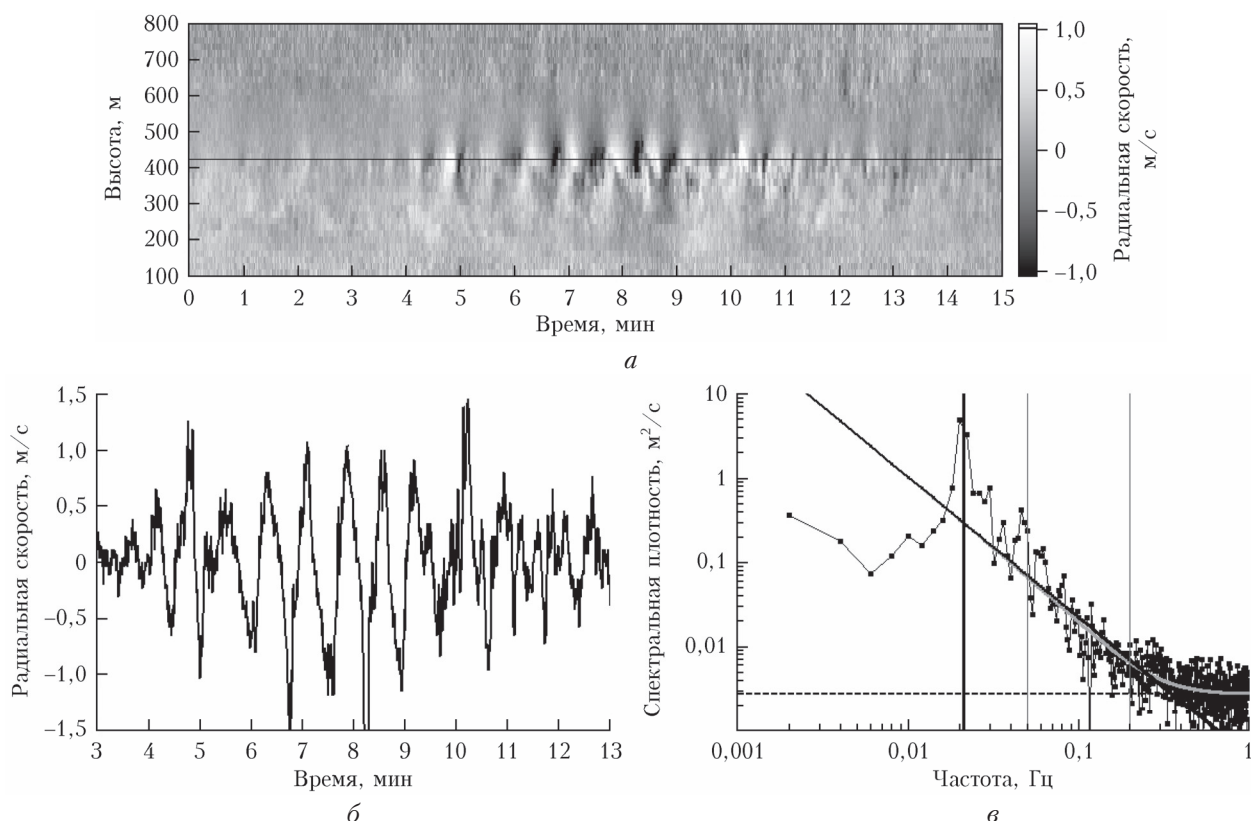 800
700
600
500
400
300
200
100
Высота, м
0 1 2 3 4 5 6 7 8 9 10 11 12 13 14 15
Время, мин
1,0
0,5
0
–0,5
–1,0
Радиальная скорость,
м/с
а
1,5
1,0
0,5
0
–0,5
–1,0
–1,5
Радиальная скорость, м/с
3 4 5 6 7 8 9 10 11 12 13
Время, мин
б
10
1
0,1
0,01
Спектральная плотность, м²/с
0,001 0,01 0,1 1
Частота, Гц
в